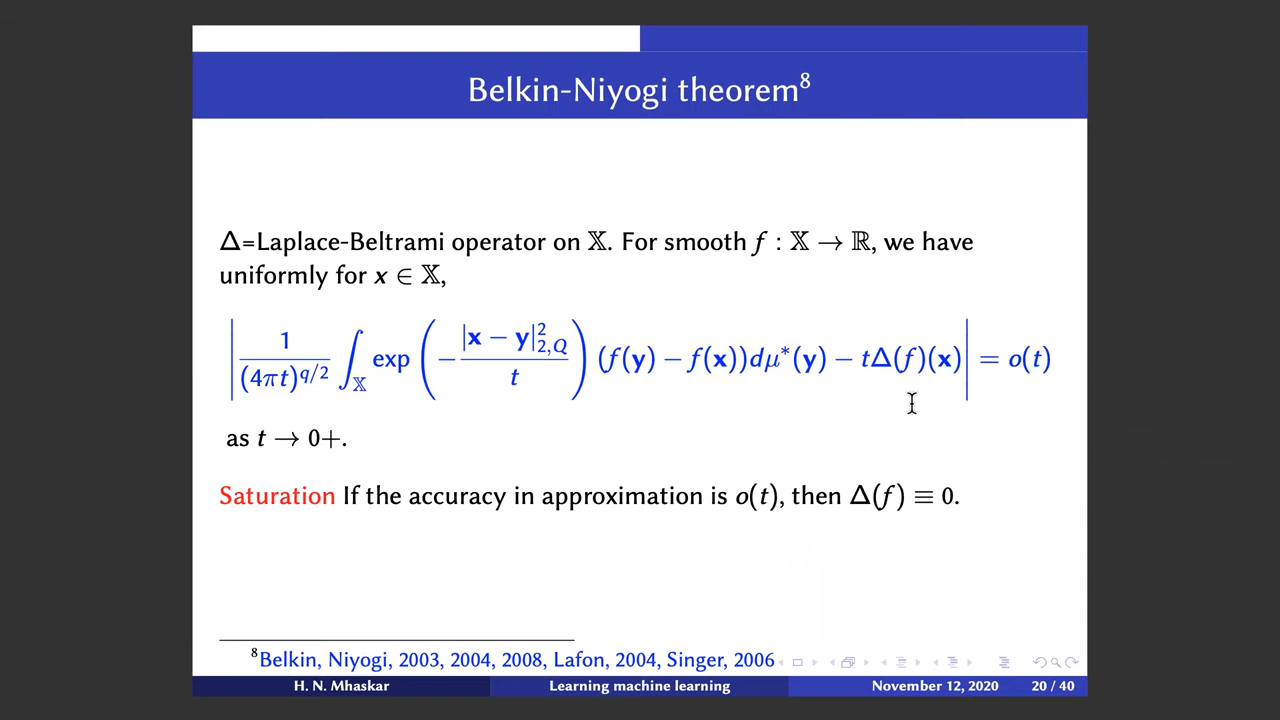 Belkin-Niyogi theorem⁸
Δ=Laplace-Beltrami operator on 𝕏. For smooth f : 𝕏 → ℝ, we have
uniformly for x ∈ 𝕏,
| 1/(4πt)^{q/2} ∫_𝕏 exp(−|x − y|²_{2,Q}/t) (f(y) − f(x))dμ*(y) − tΔ(f)(x) | = o(t)
as t → 0+.
Saturation If the accuracy in approximation is o(t), then Δ(f) ≡ 0.
⁸Belkin, Niyogi, 2003, 2004, 2008, Lafon, 2004, Singer, 2006
H. N. Mhaskar Learning machine learning November 12, 2020 20 / 40